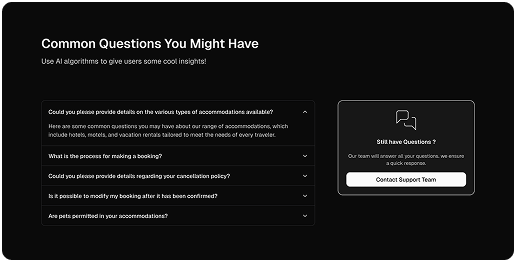 Common Questions You Might Have
Use AI algorithms to give users some cool insights!
Could you please provide details on the various types of accommodations available?
Here are some common questions you may have about our range of accommodations, which
include hotels, motels, and vacation rentals tailored to meet the needs of every traveler.
What is the process for making a booking?
Could you please provide details regarding your cancellation policy?
Is it possible to modify my booking after it has been confirmed?
Are pets permitted in your accommodations?
Still have Questions ?
Our team will answer all your questions. we ensure
a quick response.
Contact Support Team